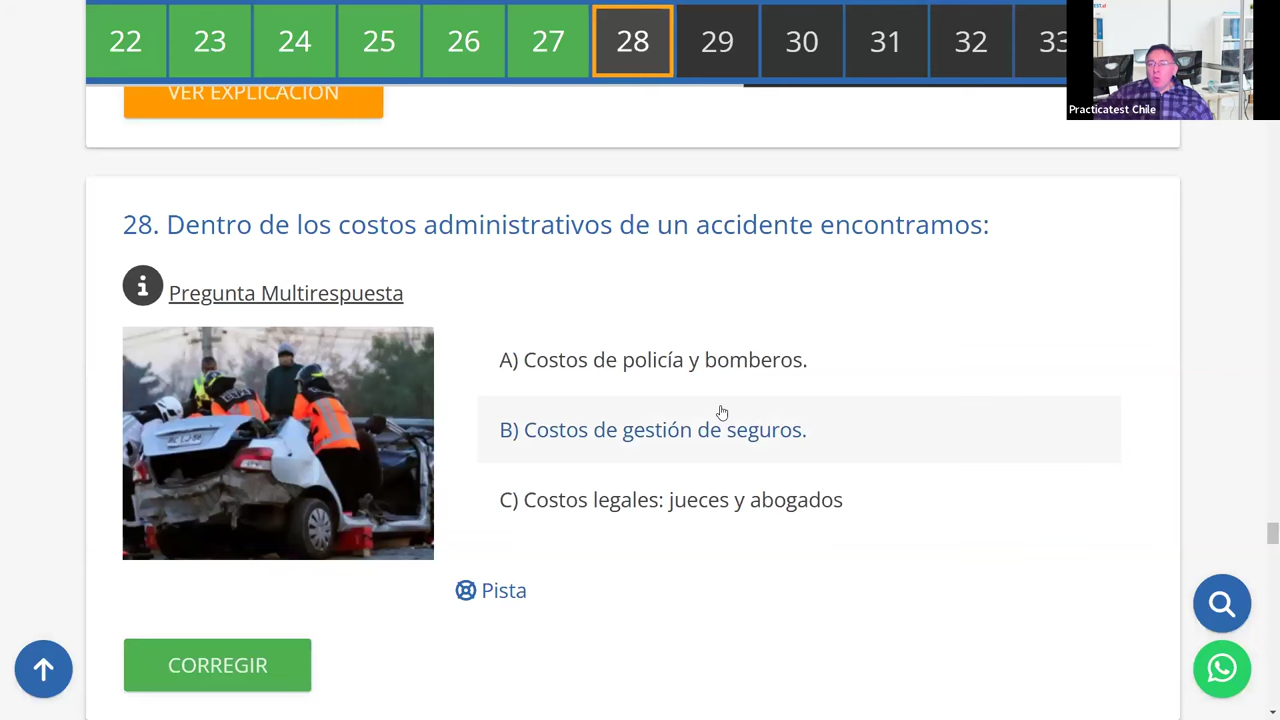 22 23 24 25 26 27 28 29 30 31 32 33
Practicatest Chile
VER EXPLICACIÓN
28. Dentro de los costos administrativos de un accidente encontramos:
Pregunta Multirespuesta
A) Costos de policía y bomberos.
B) Costos de gestión de seguros.
C) Costos legales: jueces y abogados
Pista
CORREGIR